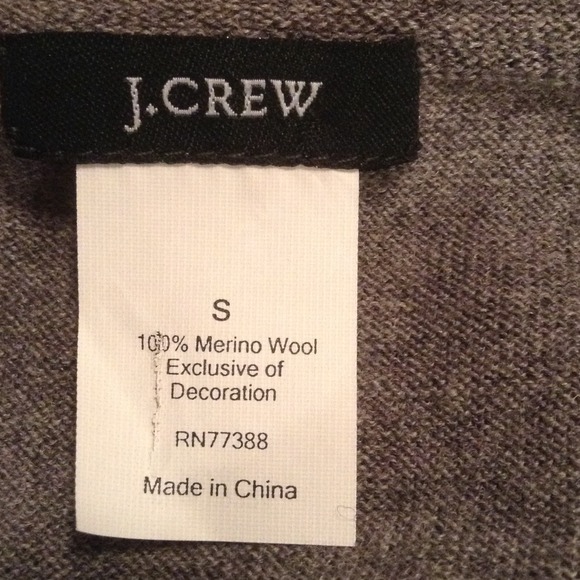 J.CREW
S
100% Merino Wool
Exclusive of
Decoration
RN77388
Made in China